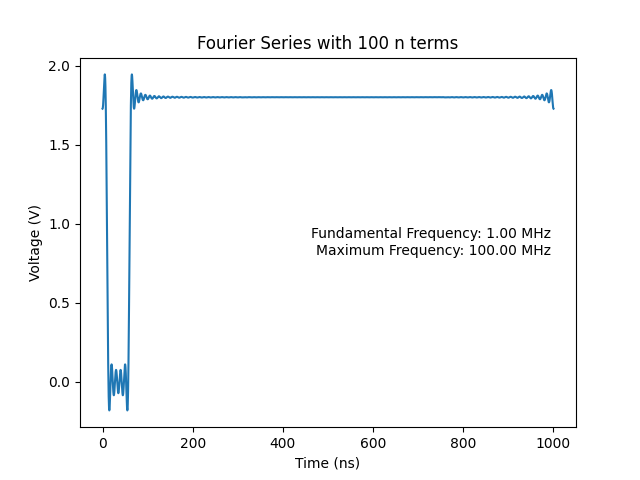 Fourier Series with 100 n terms
2.0
1.5
1.0
0.5
0.0
Voltage (V)
Fundamental Frequency: 1.00 MHz
Maximum Frequency: 100.00 MHz
0 200 400 600 800 1000
Time (ns)